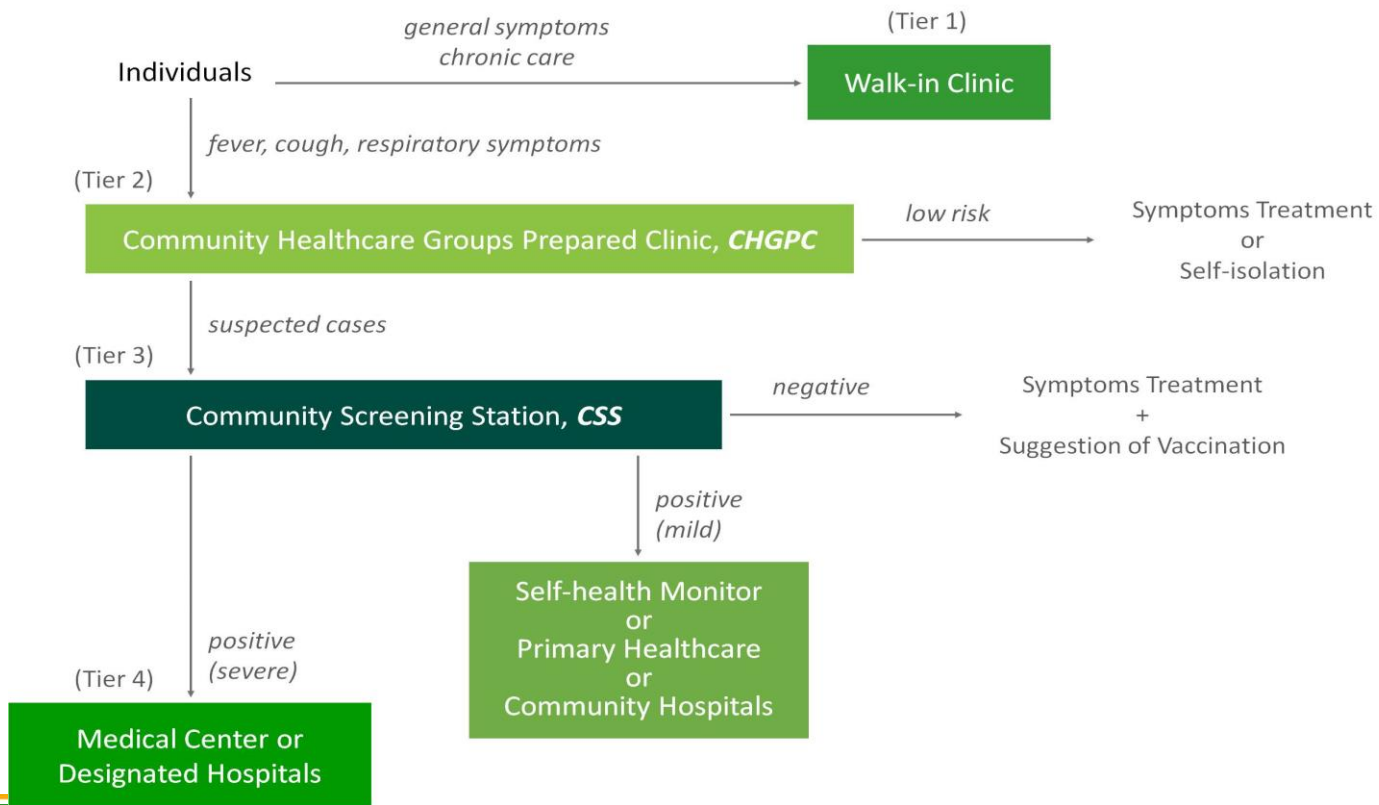 general symptoms
chronic care
(Tier 1)
Individuals
Walk-in Clinic
fever, cough, respiratory symptoms
(Tier 2)
Community Healthcare Groups Prepared Clinic, CHGPC
low risk
Symptoms Treatment
or
Self-isolation
suspected cases
(Tier 3)
Community Screening Station, CSS
negative
Symptoms Treatment
+
Suggestion of Vaccination
positive
(mild)
Self-health Monitor
or
Primary Healthcare
or
Community Hospitals
positive
(severe)
(Tier 4)
Medical Center or
Designated Hospitals